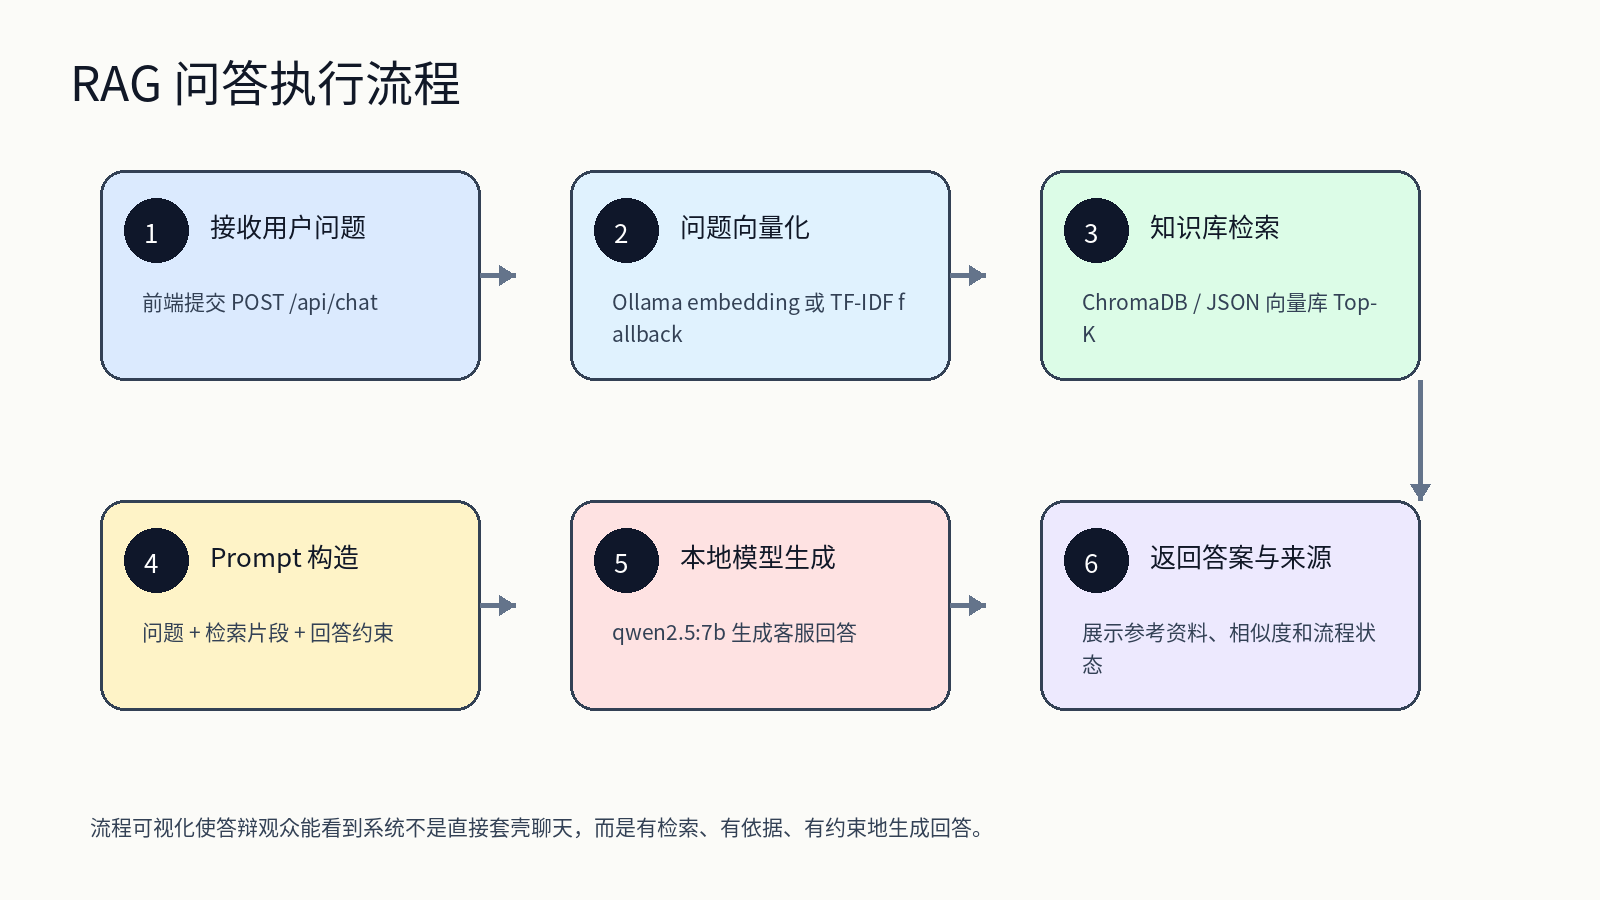 RAG 问答执行流程
1
接收用户问题
前端提交 POST /api/chat
2
问题向量化
Ollama embedding 或 TF-IDF f
allback
3
知识库检索
ChromaDB / JSON 向量库 Top-
K
4
Prompt 构造
问题 + 检索片段 + 回答约束
5
本地模型生成
qwen2.5:7b 生成客服回答
6
返回答案与来源
展示参考资料、相似度和流程状
态
流程可视化使答辩观众能看到系统不是直接套壳聊天，而是有检索、有依据、有约束地生成回答。